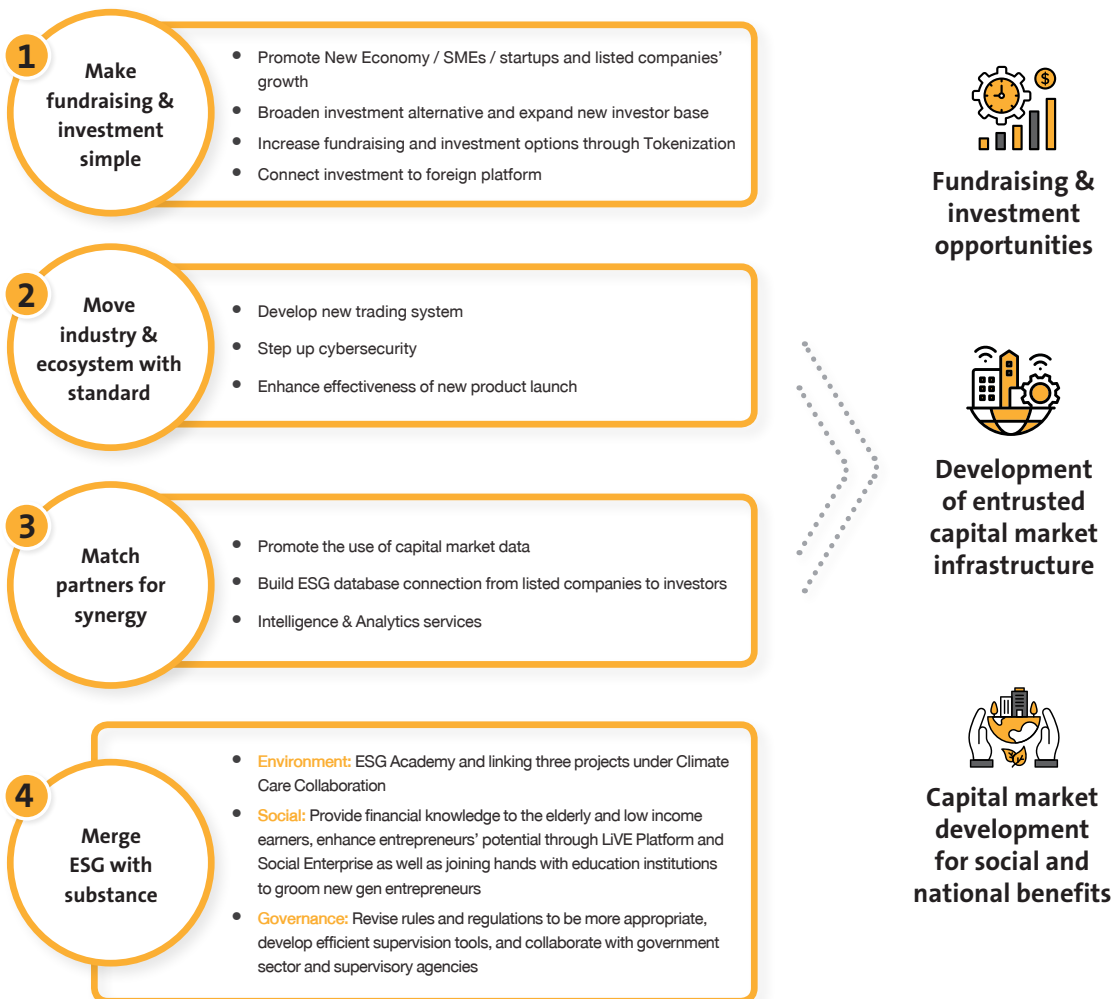 1
Make
fundraising &
investment
simple
• Promote New Economy / SMEs / startups and listed companies’
growth
• Broaden investment alternative and expand new investor base
• Increase fundraising and investment options through Tokenization
• Connect investment to foreign platform
2
Move
industry &
ecosystem with
standard
• Develop new trading system
• Step up cybersecurity
• Enhance effectiveness of new product launch
3
Match
partners for
synergy
• Promote the use of capital market data
• Build ESG database connection from listed companies to investors
• Intelligence & Analytics services
4
Merge
ESG with
substance
• Environment: ESG Academy and linking three projects under Climate
Care Collaboration
• Social: Provide financial knowledge to the elderly and low income
earners, enhance entrepreneurs’ potential through LiVE Platform and
Social Enterprise as well as joining hands with education institutions
to groom new gen entrepreneurs
• Governance: Revise rules and regulations to be more appropriate,
develop efficient supervision tools, and collaborate with government
sector and supervisory agencies
$
Fundraising &
investment
opportunities
Development
of entrusted
capital market
infrastructure
Capital market
development
for social and
national benefits